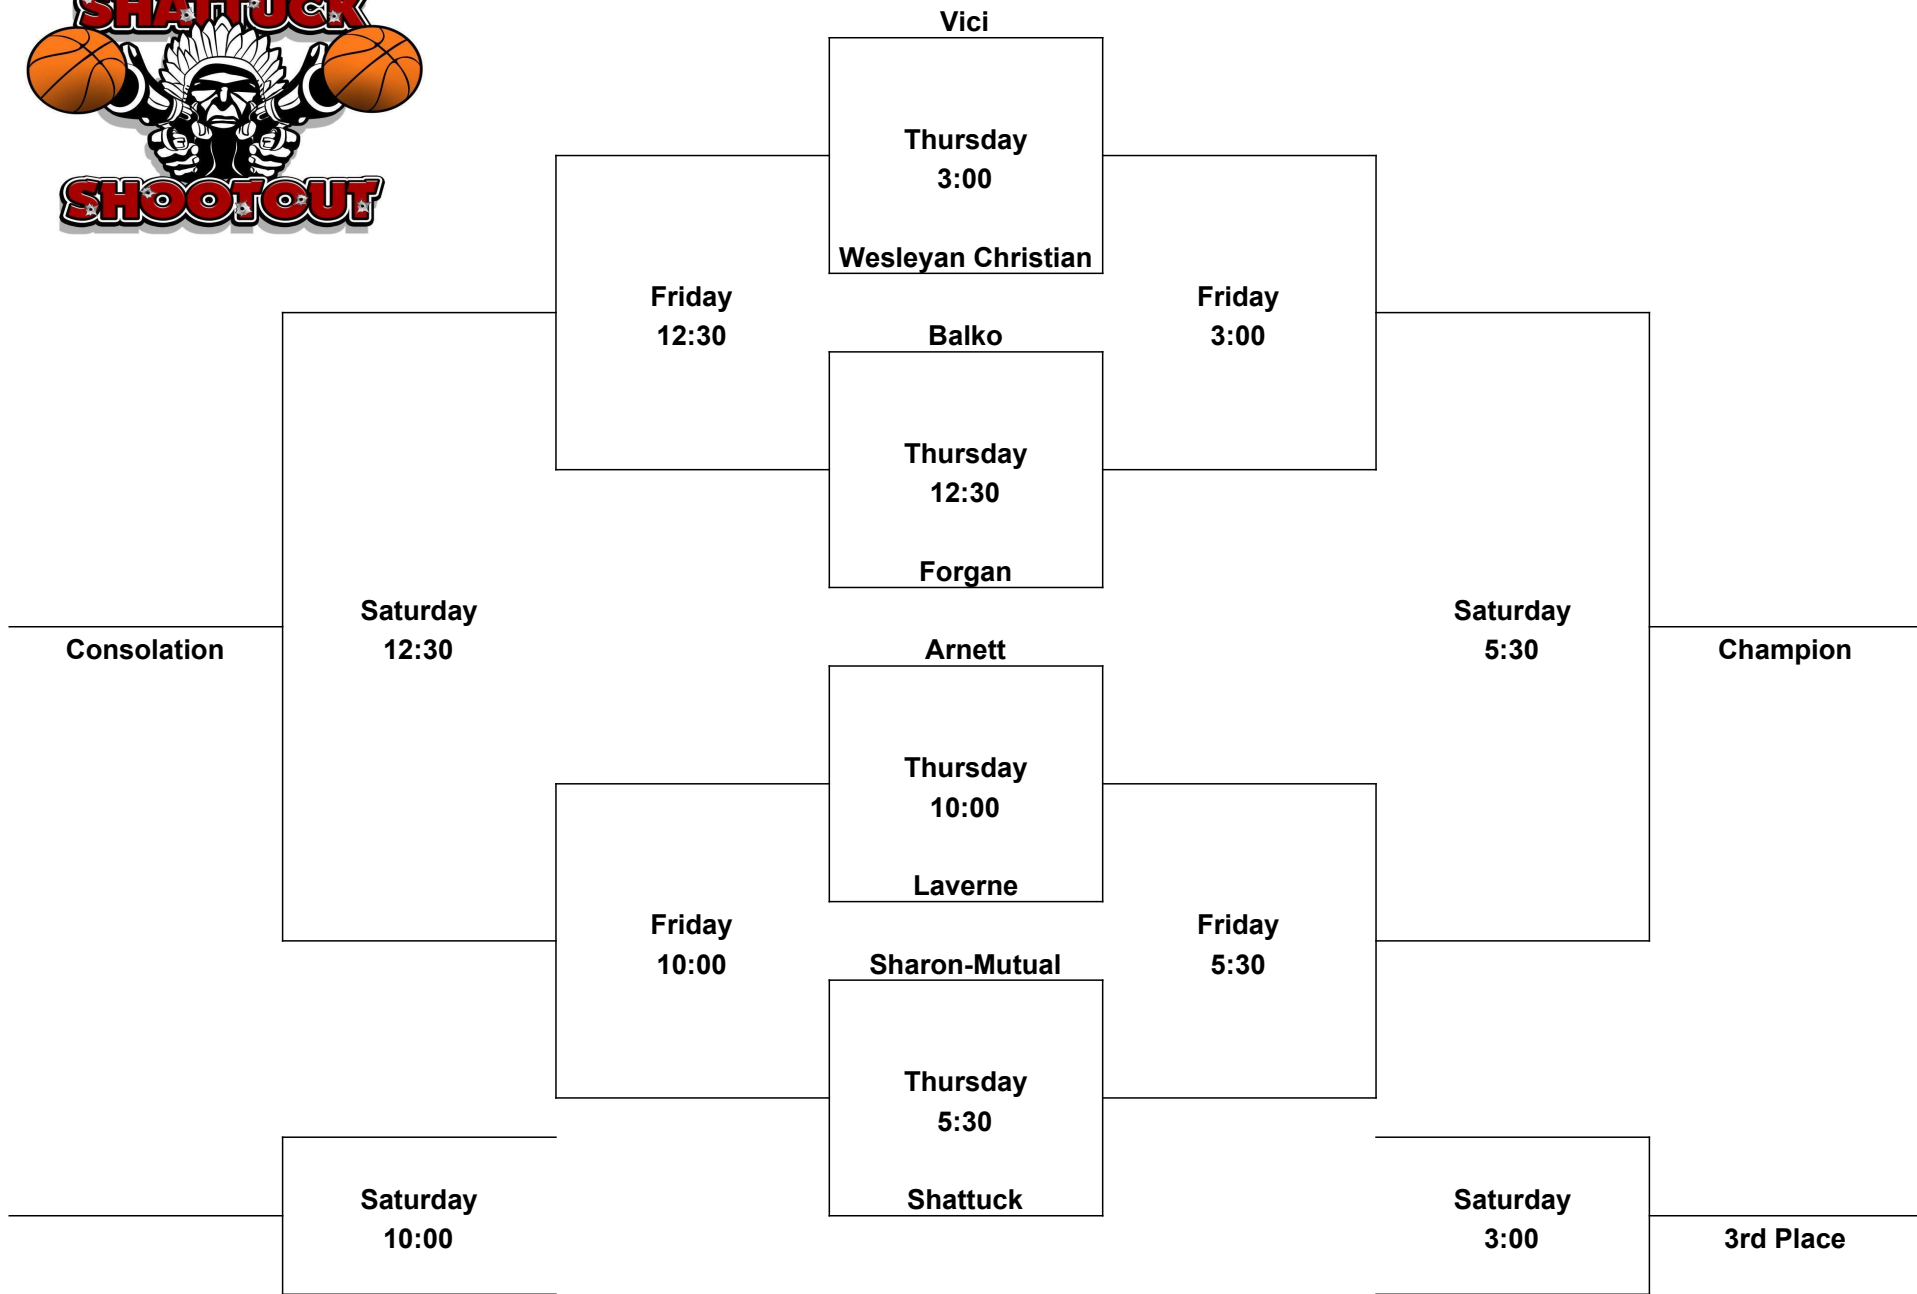 SHATTUCK
SHOOTOUT
Vici
Thursday
3:00
Wesleyan Christian
Friday
12:30
Friday
3:00
Balko
Thursday
12:30
Forgan
Saturday
12:30
Consolation
Saturday
5:30
Champion
Arnett
Thursday
10:00
Laverne
Friday
10:00
Friday
5:30
Sharon-Mutual
Thursday
5:30
Shattuck
Saturday
10:00
Saturday
3:00
3rd Place